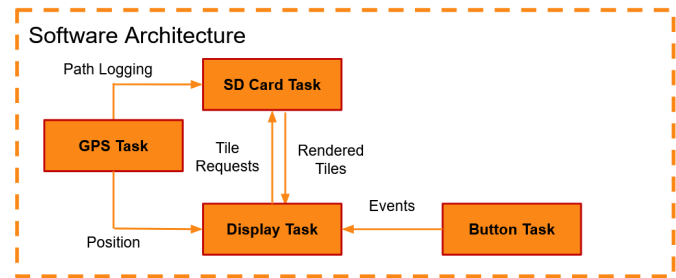 Software Architecture
Path Logging
SD Card Task
GPS Task
Tile
Requests
Rendered
Tiles
Events
Position
Display Task
Button Task